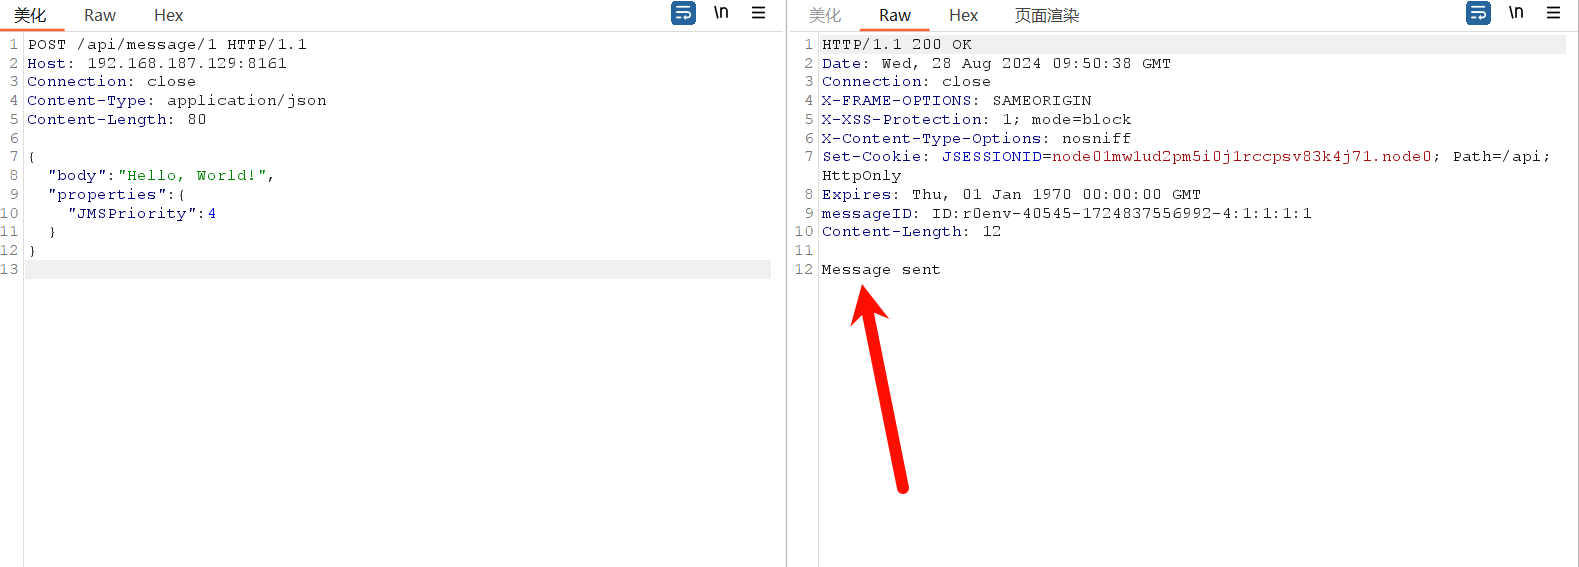 美化 Raw Hex \n
1 POST /api/message/1 HTTP/1.1
2 Host: 192.168.187.129:8161
3 Connection: close
4 Content-Type: application/json
5 Content-Length: 80
6
7 {
8 "body":"Hello, World!",
9 "properties":{
10 "JMSPriority":4
11 }
12 }
13
美化 Raw Hex 页面渲染 \n
1 HTTP/1.1 200 OK
2 Date: Wed, 28 Aug 2024 09:50:38 GMT
3 Connection: close
4 X-FRAME-OPTIONS: SAMEORIGIN
5 X-XSS-Protection: 1; mode=block
6 X-Content-Type-Options: nosniff
7 Set-Cookie: JSESSIONID=node01mw1ud2pm5i0j1rccpsv83k4j71.node0; Path=/api;
HttpOnly
8 Expires: Thu, 01 Jan 1970 00:00:00 GMT
9 messageID: ID:r0env-40545-1724837556992-4:1:1:1:1
10 Content-Length: 12
11
12 Message sent